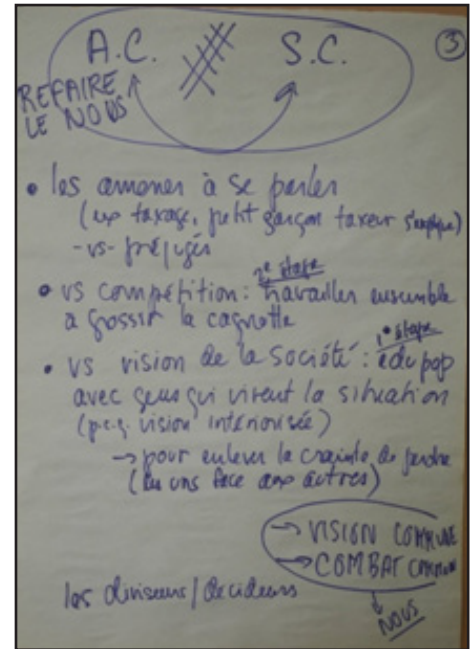 A.C. S.C. ③
REFAIRE
LE NOUS
• les amener à se parler
(ex taxage, petit garçon taxeur s'explique)
-vs- préjugés
2e étape
• vs compétition : travailler ensemble
à grossir la cagnotte
1e étape
• vs vision de la société : édu pop
avec gens qui vivent la situation
(p.c.q. vision intériorisée)
→ pour enlever la crainte de perdre
(les uns face aux autres)
→ VISION COMMUNE
→ COMBAT COMMUN
les diviseurs / décideurs
↓
NOUS